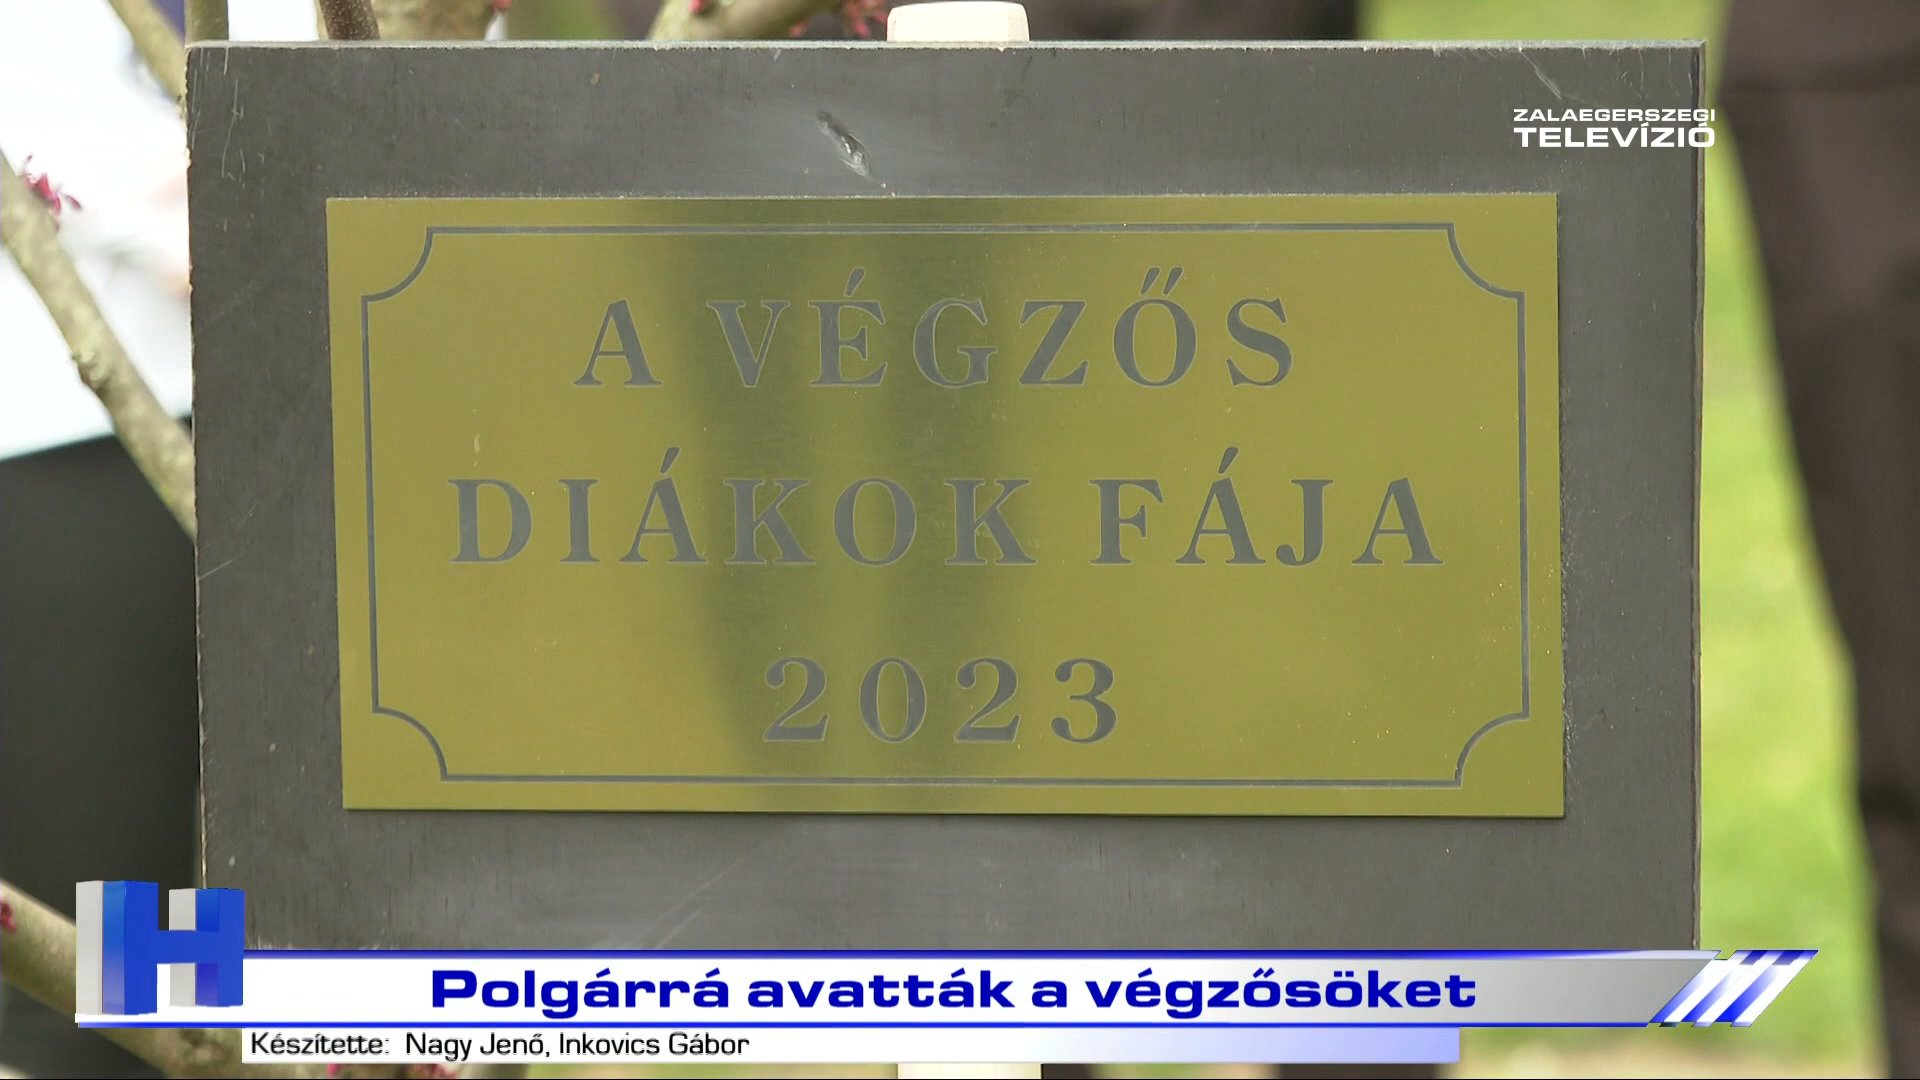 ZALAEGERSZEGI
TELEVÍZIÓ
A VÉGZŐS
DIÁKOK FÁJA
2023
H
Polgárrá avatták a végzősöket
Készítette: Nagy Jenő, Inkovics Gábor